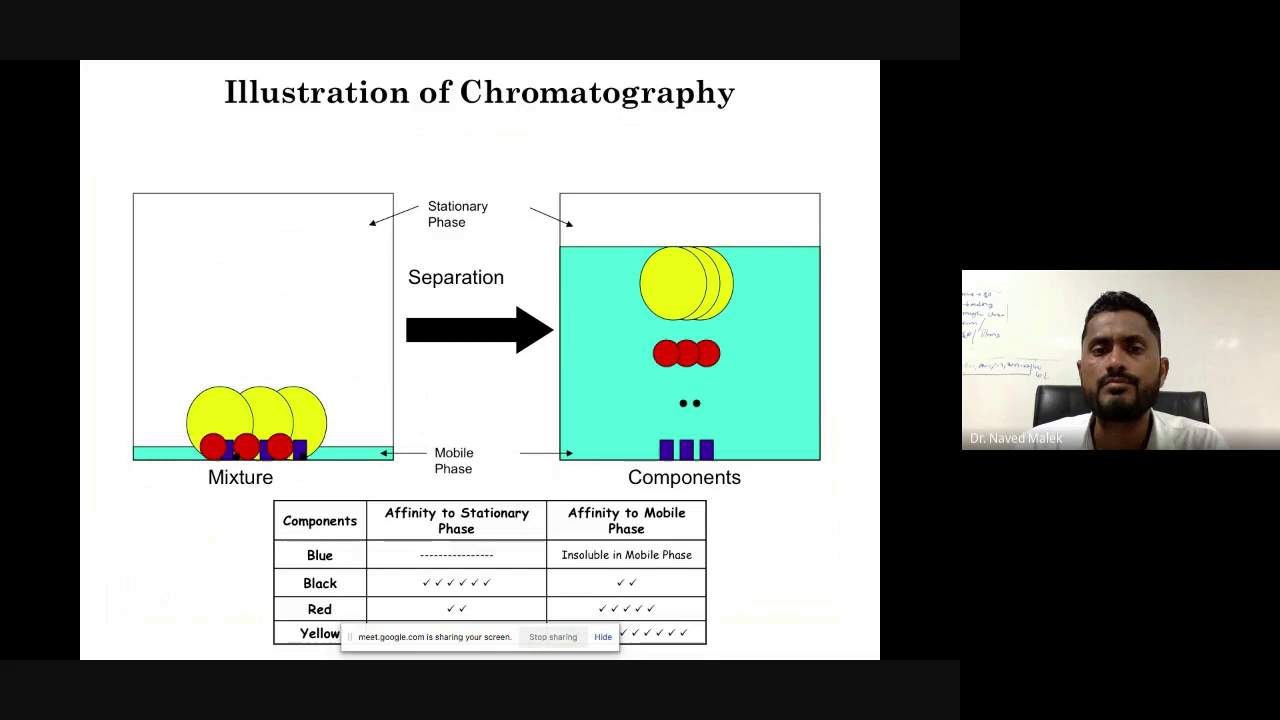 Illustration of Chromatography
Stationary
Phase
Separation
Mobile
Phase
Mixture
Components
Components
Affinity to Stationary
Phase
Affinity to Mobile
Phase
Blue
----------------
Insoluble in Mobile Phase
Black
✓ ✓ ✓ ✓ ✓ ✓
✓ ✓
Red
✓ ✓
✓ ✓ ✓ ✓ ✓
Yellow
✓ ✓ ✓ ✓ ✓ ✓
meet.google.com is sharing your screen.
Stop sharing
Hide
Dr. Naved Malek